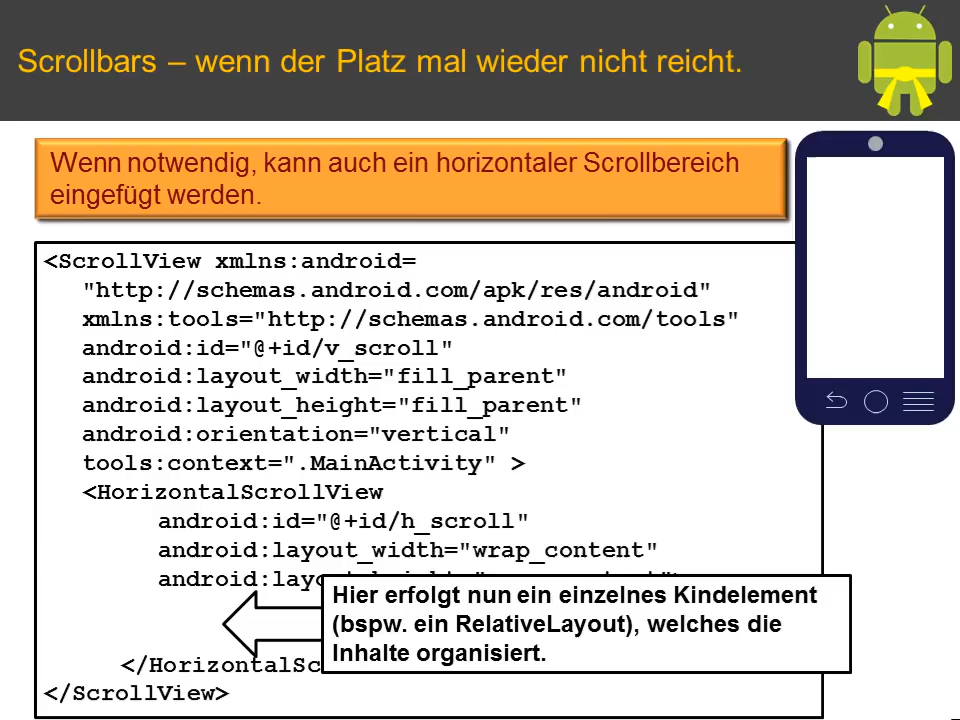 Scrollbars – wenn der Platz mal wieder nicht reicht.
Wenn notwendig, kann auch ein horizontaler Scrollbereich
eingefügt werden.
<ScrollView xmlns:android=
"http://schemas.android.com/apk/res/android"
xmlns:tools="http://schemas.android.com/tools"
android:id="@+id/v_scroll"
android:layout_width="fill_parent"
android:layout_height="fill_parent"
android:orientation="vertical"
tools:context=".MainActivity" >
<HorizontalScrollView
android:id="@+id/h_scroll"
android:layout_width="wrap_content"
Hier erfolgt nun ein einzelnes Kindelement
(bspw. ein RelativeLayout), welches die
Inhalte organisiert.
</HorizontalSc
</ScrollView>